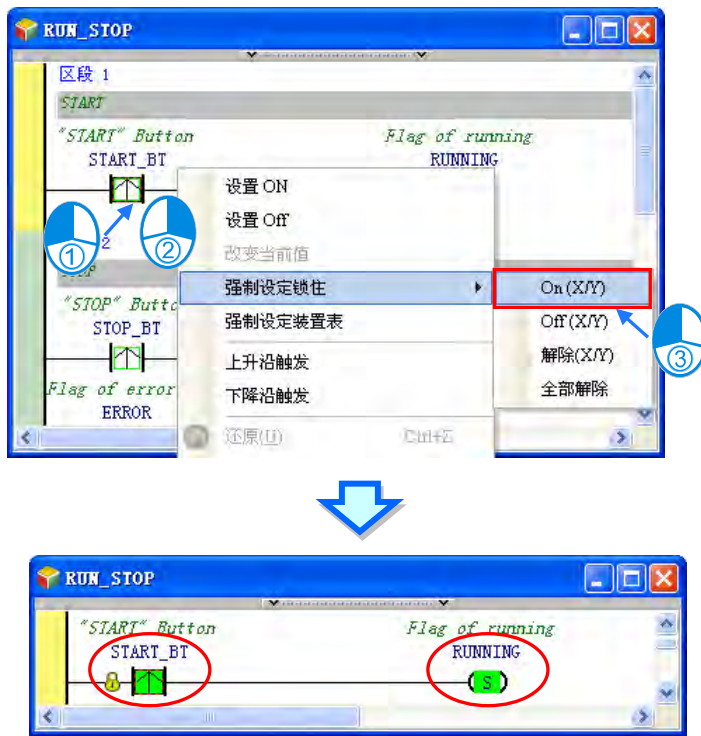 RUN_STOP
区段 1
START
"START" Button
Flag of running
START_BT
RUNNING
① ②
2
"STOP" Butto
STOP_BT
Flag of error
ERROR
设置 ON
设置 Off
改变当前值
强制设定锁住
强制设定装置表
上升沿触发
下降沿触发
还原(U) Ctrl+Z
On(X/Y)
Off(X/Y)
解除(X/Y)
全部解除
③
RUN_STOP
"START" Button
Flag of running
START_BT
RUNNING
S